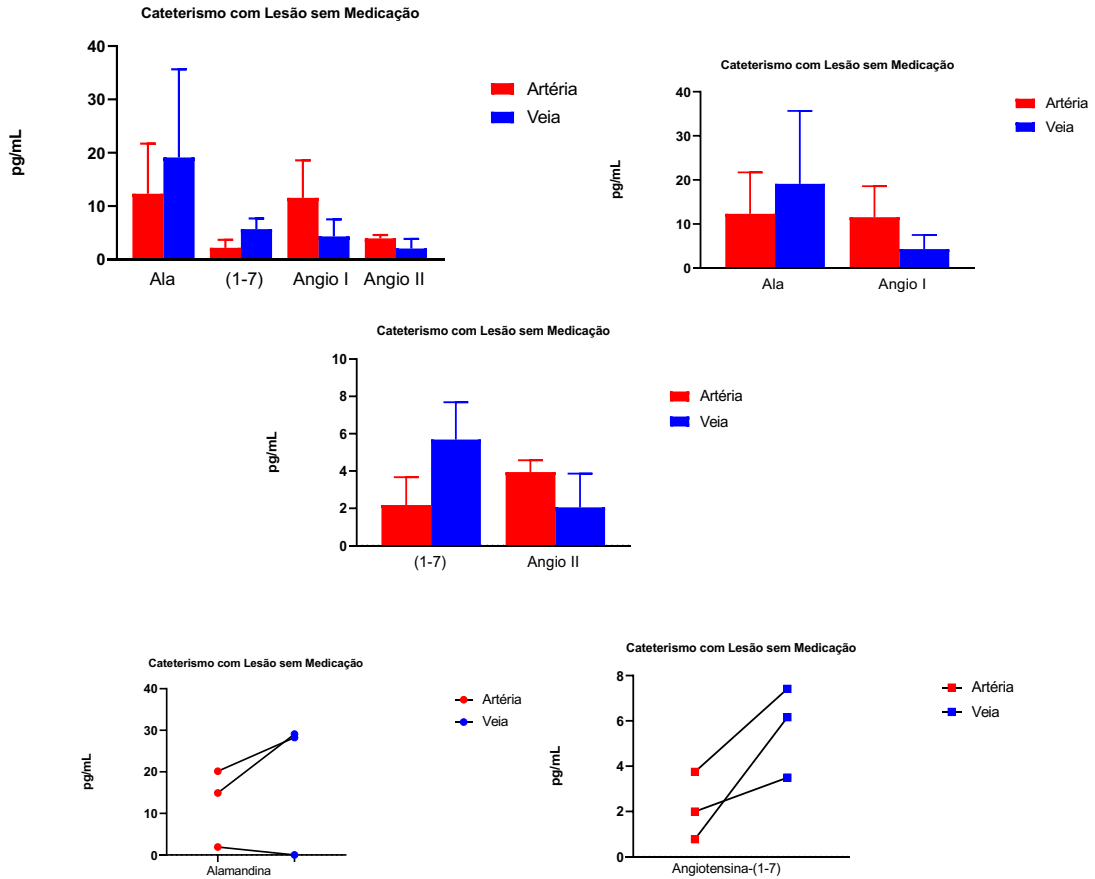 Cateterismo com Lesão sem Medicação
40
30
20
10
0
pg/mL
Ala
(1-7)
Angio I
Angio II
Artéria
Veia
Cateterismo com Lesão sem Medicação
40
30
20
10
0
pg/mL
Ala
Angio I
Artéria
Veia
Cateterismo com Lesão sem Medicação
10
8
6
4
2
0
pg/mL
(1-7)
Angio II
Artéria
Veia
Cateterismo com Lesão sem Medicação
40
30
20
10
0
pg/mL
Alamandina
Artéria
Veia
Cateterismo com Lesão sem Medicação
8
6
4
2
0
pg/mL
Angiotensina-(1-7)
Artéria
Veia